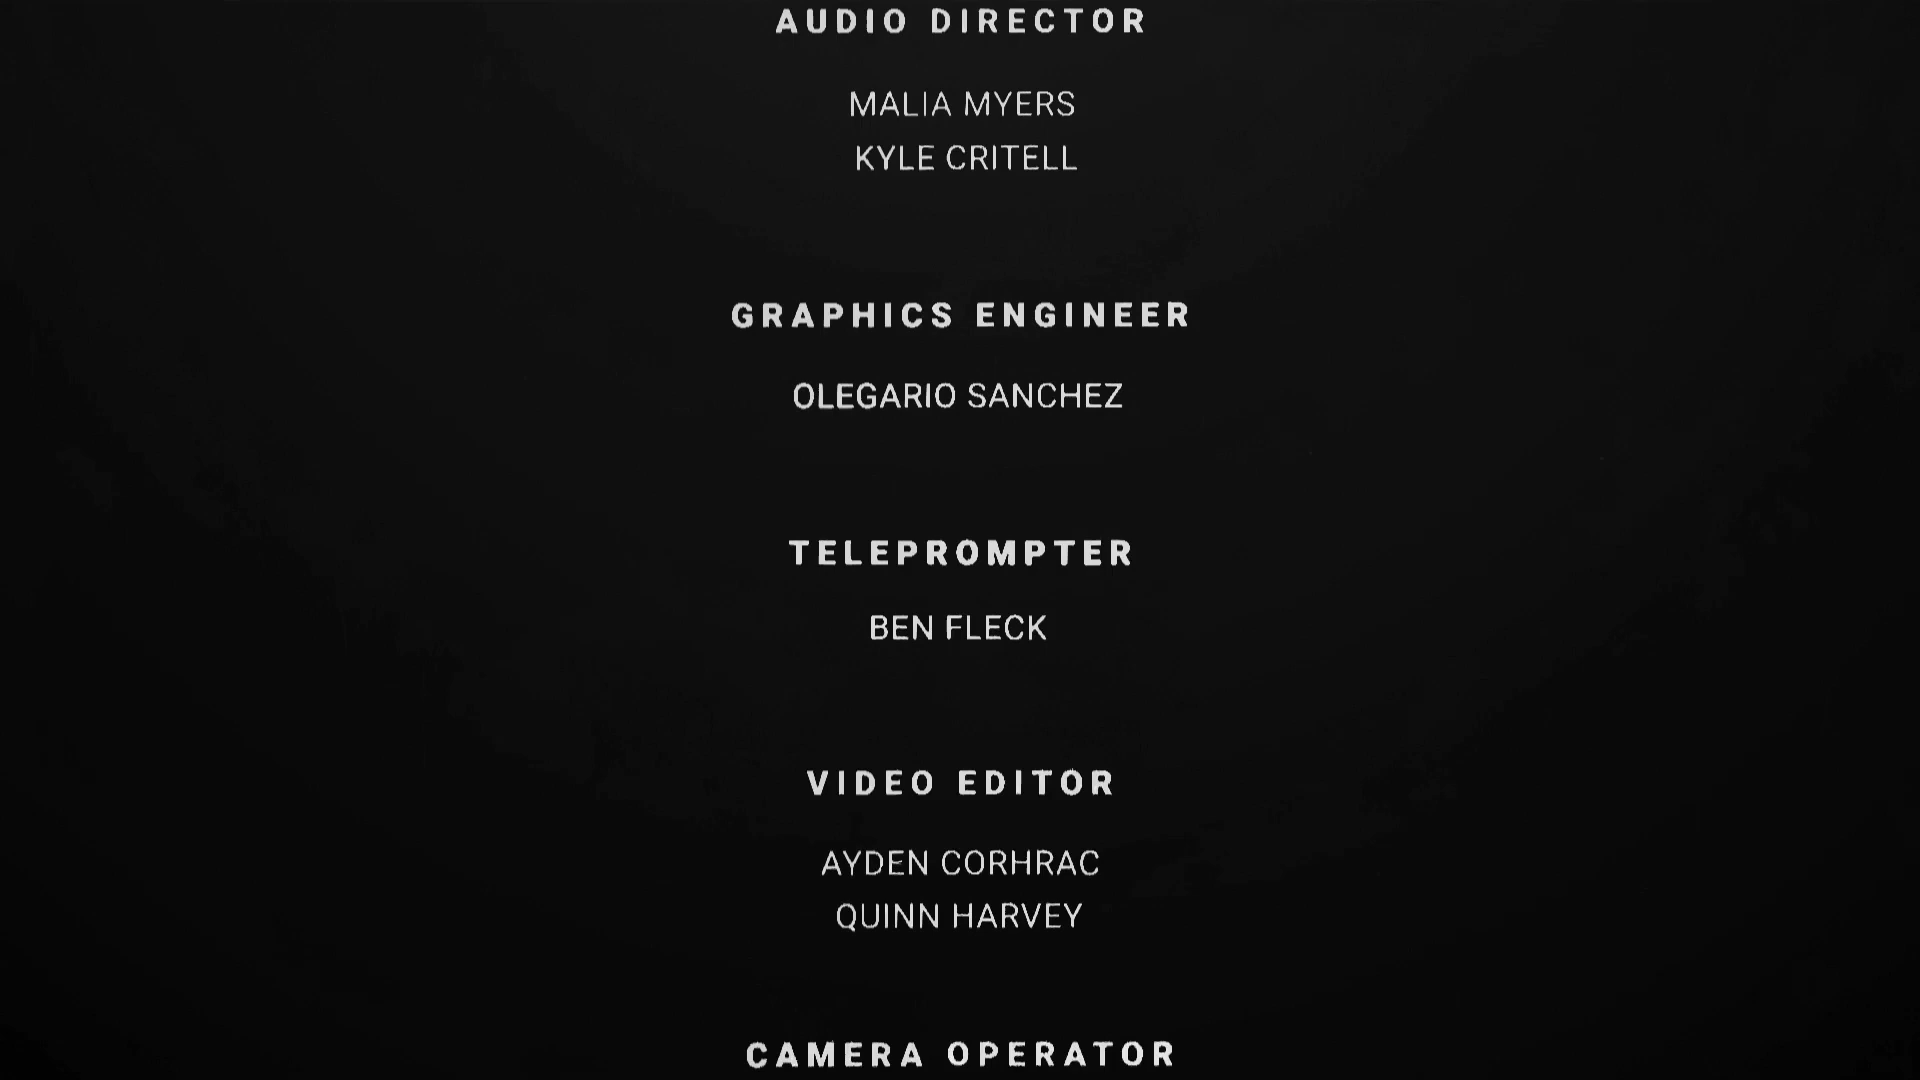 AUDIO DIRECTOR
MALIA MYERS
KYLE CRITELL
GRAPHICS ENGINEER
OLEGARIO SANCHEZ
TELEPROMPTER
BEN FLECK
VIDEO EDITOR
AYDEN CORHRAC
QUINN HARVEY
CAMERA OPERATOR